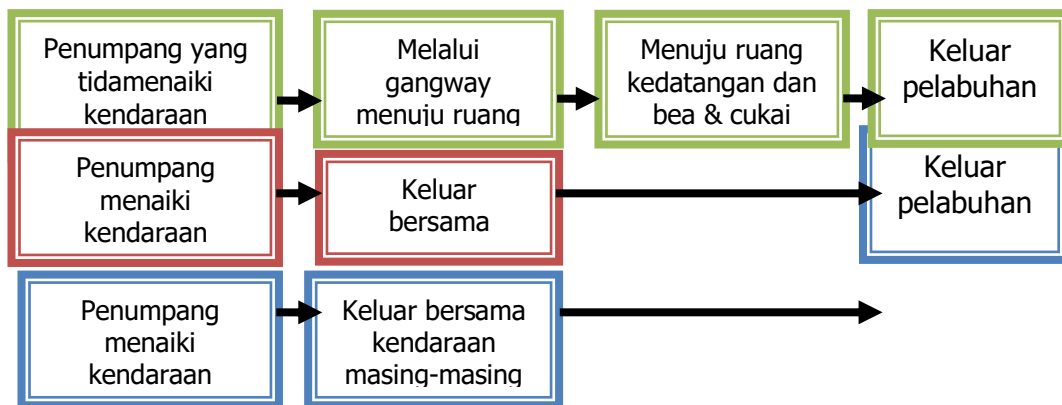 Penumpang yang
tidamenaiki
kendaraan
Melalui
gangway
menuju ruang
Menuju ruang
kedatangan dan
bea & cukai
Keluar
pelabuhan
Penumpang
menaiki
kendaraan
Keluar
bersama
Keluar
pelabuhan
Penumpang
menaiki
kendaraan
Keluar bersama
kendaraan
masing-masing